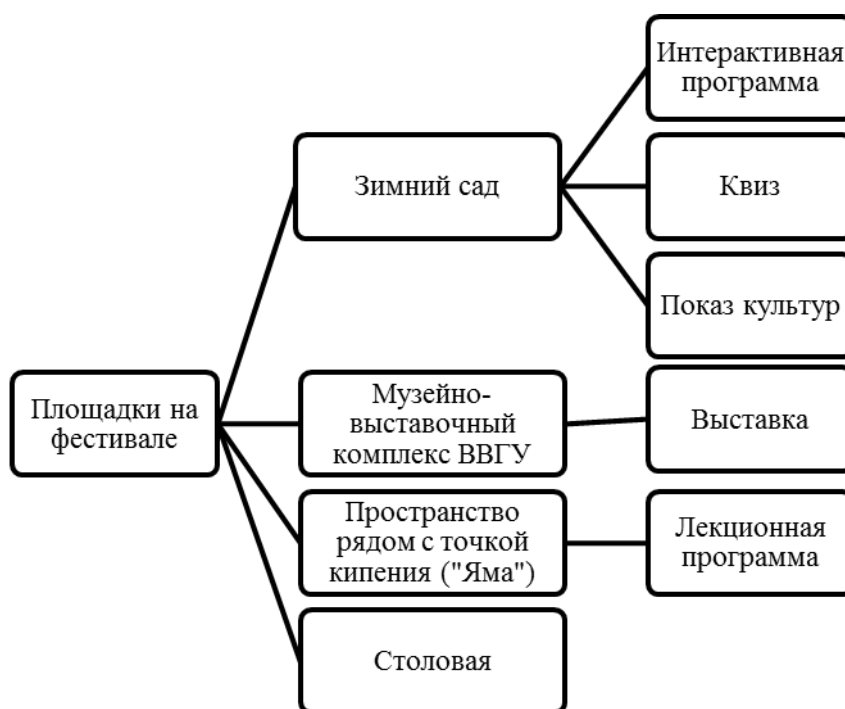 Площадки на
фестивале
Зимний сад
Интерактивная
программа
Квиз
Показ культур
Музейно-
выставочный
комплекс ВВГУ
Выставка
Пространство
рядом с точкой
кипения ("Яма")
Лекционная
программа
Столовая